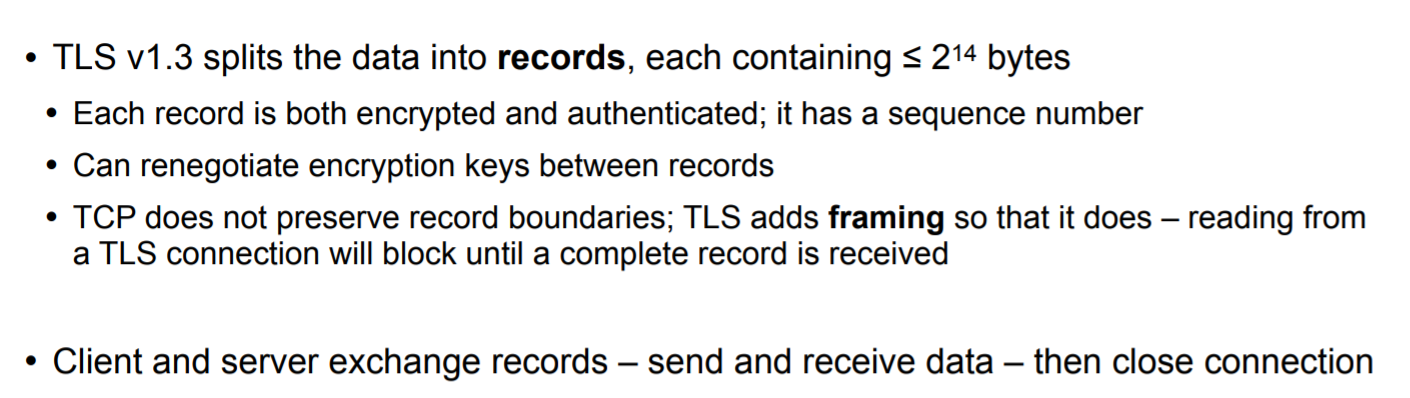 • TLS v1.3 splits the data into records, each containing ≤ 2¹⁴ bytes
• Each record is both encrypted and authenticated; it has a sequence number
• Can renegotiate encryption keys between records
• TCP does not preserve record boundaries; TLS adds framing so that it does – reading from
a TLS connection will block until a complete record is received
• Client and server exchange records – send and receive data – then close connection